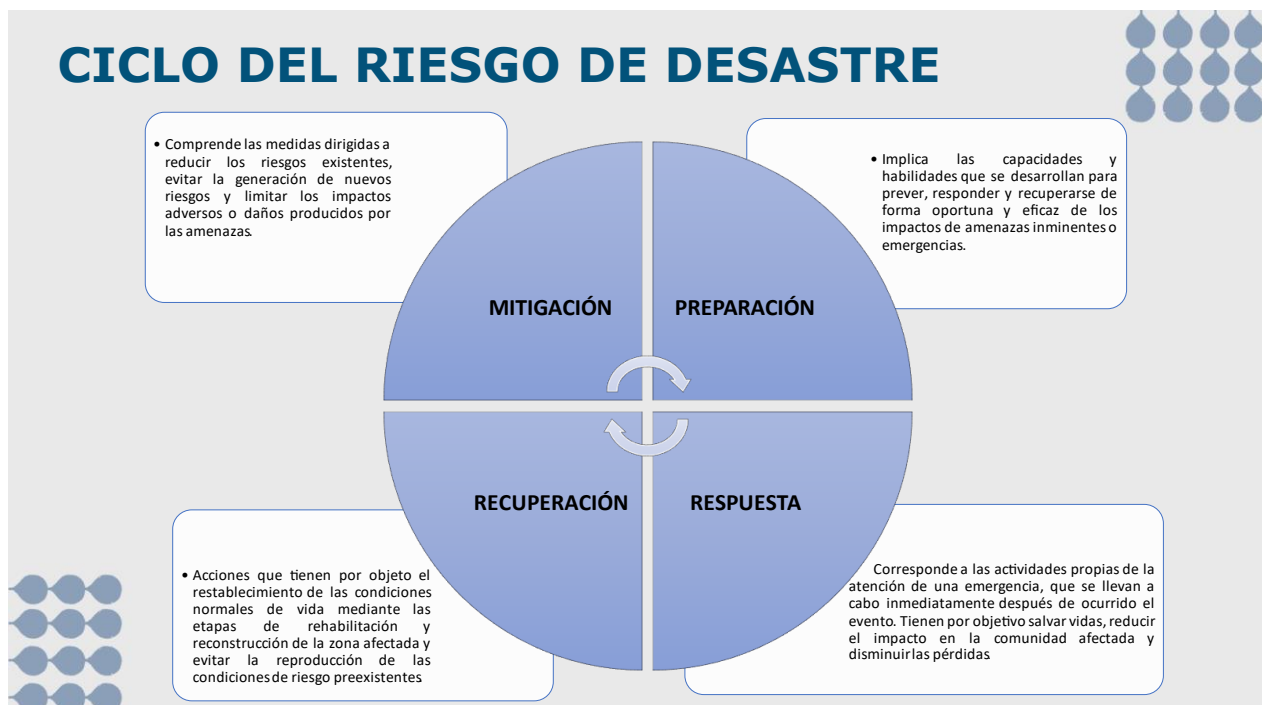 CICLO DEL RIESGO DE DESASTRE
• Comprende las medidas dirigidas a
reducir los riesgos existentes,
evitar la generación de nuevos
riesgos y limitar los impactos
adversos o daños producidos por
las amenazas.
• Implica las capacidades y
habilidades que se desarrollan para
prever, responder y recuperarse de
forma oportuna y eficaz de los
impactos de amenazas inminentes o
emergencias.
MITIGACIÓN
PREPARACIÓN
RECUPERACIÓN
RESPUESTA
• Acciones que tienen por objeto el
restablecimiento de las condiciones
normales de vida mediante las
etapas de rehabilitación y
reconstrucción de la zona afectada y
evitar la reproducción de las
condiciones de riesgo preexistentes
Corresponde a las actividades propias de la
atención de una emergencia, que se llevan a
cabo inmediatamente después de ocurrido el
evento. Tienen por objetivo salvar vidas, reducir
el impacto en la comunidad afectada y
disminuir las pérdidas